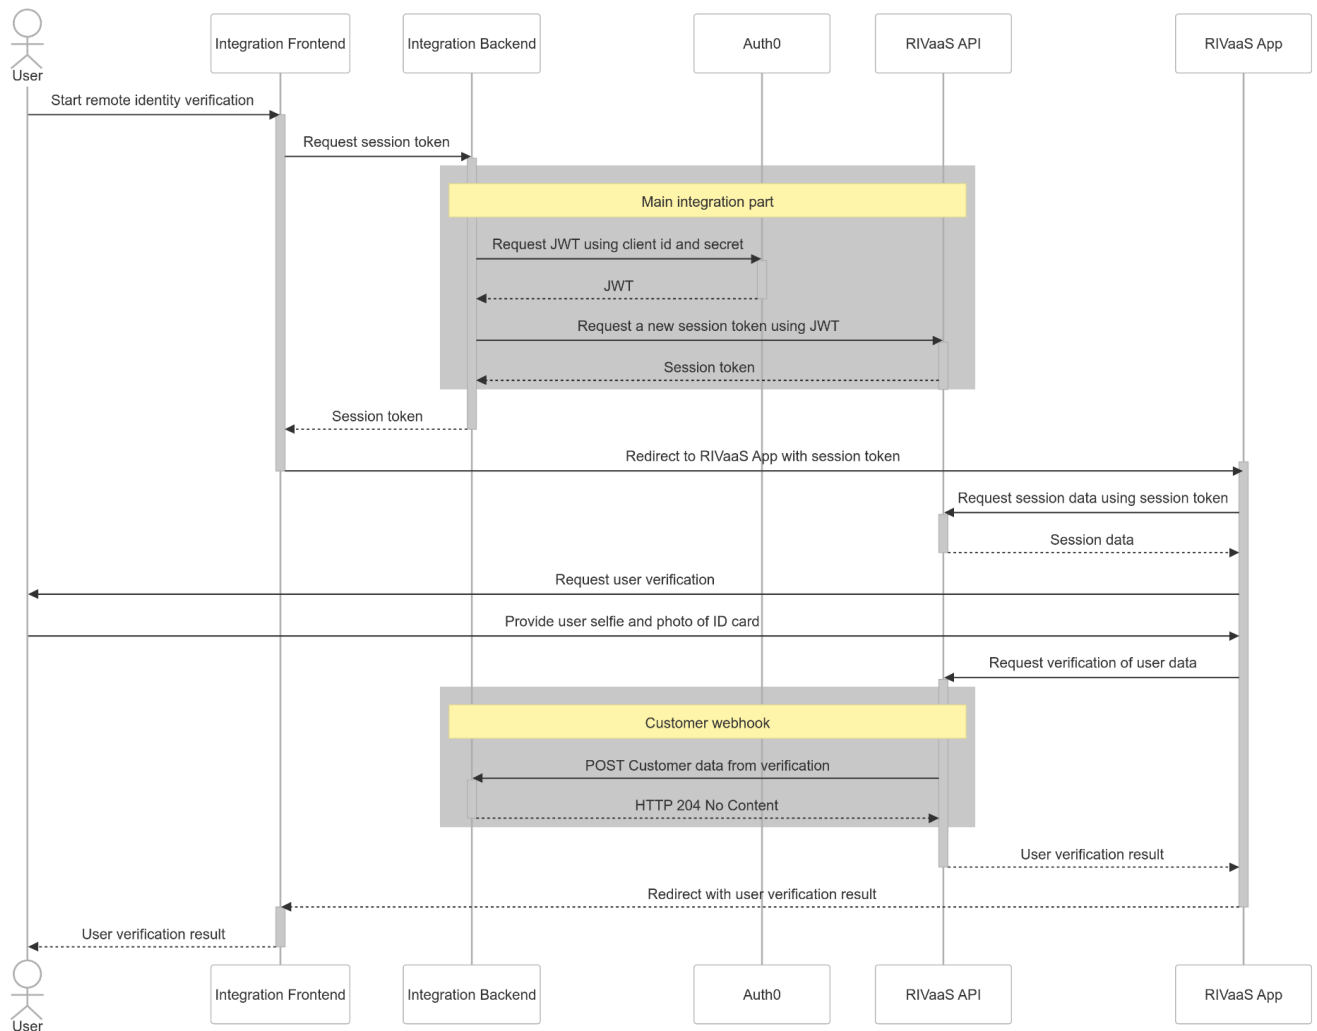 User
Integration Frontend
Integration Backend
Auth0
RIVaaS API
RIVaaS App
Start remote identity verification
Request session token
Main integration part
Request JWT using client id and secret
JWT
Request a new session token using JWT
Session token
Session token
Redirect to RIVaaS App with session token
Request session data using session token
Session data
Request user verification
Provide user selfie and photo of ID card
Request verification of user data
Customer webhook
POST Customer data from verification
HTTP 204 No Content
User verification result
Redirect with user verification result
User verification result
Integration Frontend
Integration Backend
Auth0
RIVaaS API
RIVaaS App
User